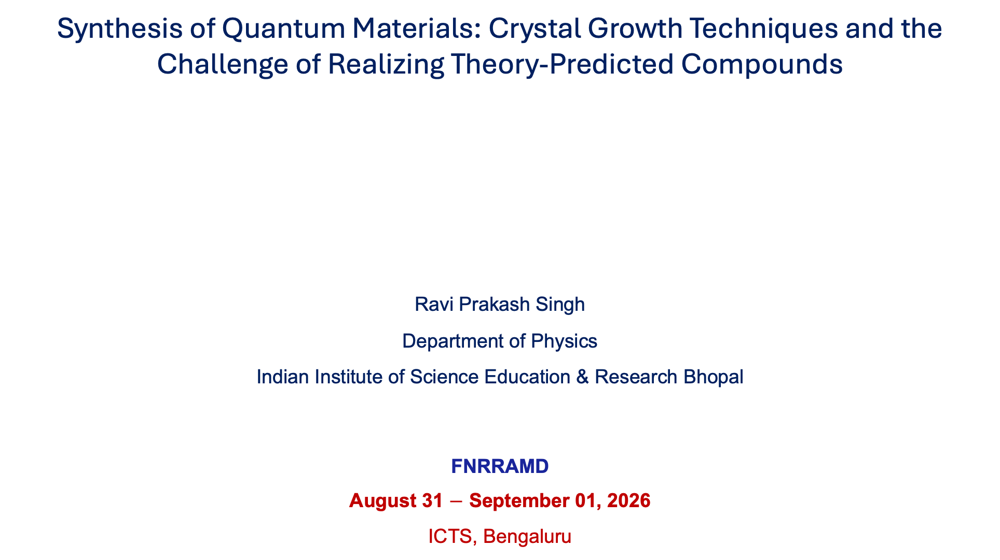 Synthesis of Quantum Materials: Crystal Growth Techniques and the
Challenge of Realizing Theory-Predicted Compounds
Ravi Prakash Singh
Department of Physics
Indian Institute of Science Education & Research Bhopal
FNRRAMD
August 31 – September 01, 2026
ICTS, Bengaluru